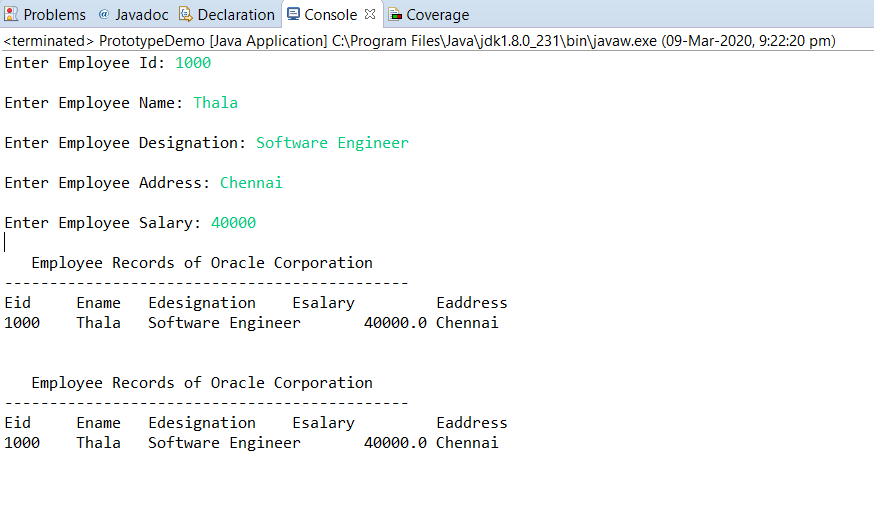 Problems @ Javadoc Declaration Console Coverage
<terminated> PrototypeDemo [Java Application] C:\Program Files\Java\jdk1.8.0_231\bin\javaw.exe (09-Mar-2020, 9:22:20 pm)
Enter Employee Id: 1000
Enter Employee Name: Thala
Enter Employee Designation: Software Engineer
Enter Employee Address: Chennai
Enter Employee Salary: 40000
Employee Records of Oracle Corporation
---------------------------------------------
Eid Ename Edesignation Esalary Eaddress
1000 Thala Software Engineer 40000.0 Chennai
Employee Records of Oracle Corporation
---------------------------------------------
Eid Ename Edesignation Esalary Eaddress
1000 Thala Software Engineer 40000.0 Chennai